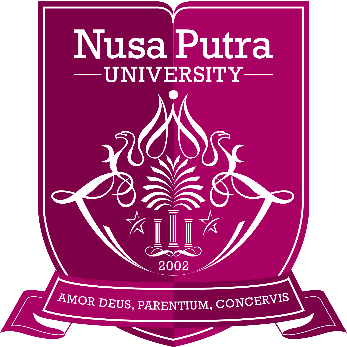 Nusa Putra
UNIVERSITY
2002
AMOR DEUS, PARENTIUM, CONCERVIS